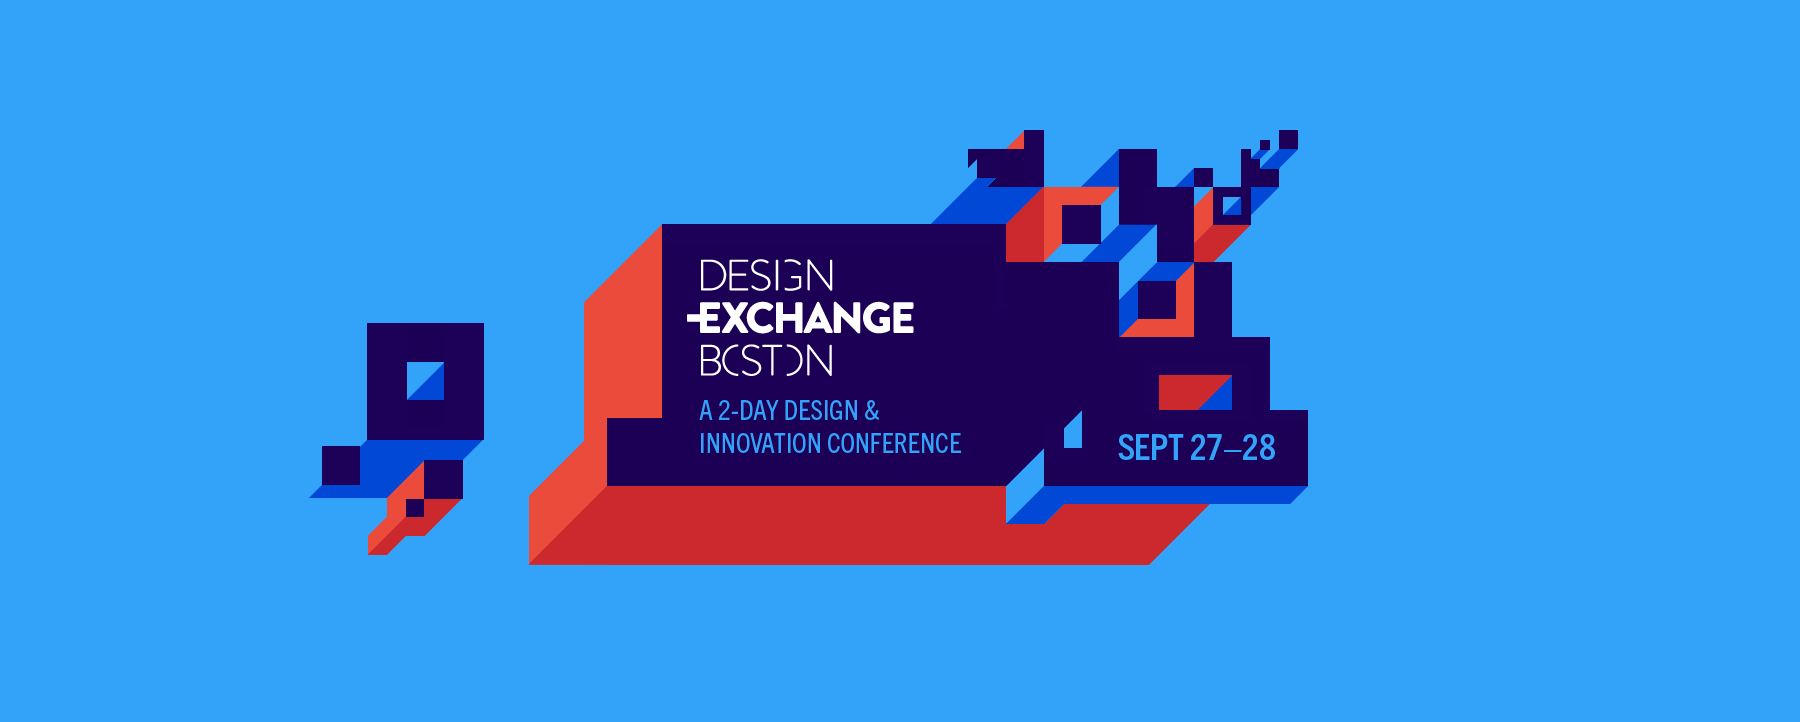 DESIGN
EXCHANGE
BOSTON
A 2-DAY DESIGN &
INNOVATION CONFERENCE
SEPT 27–28